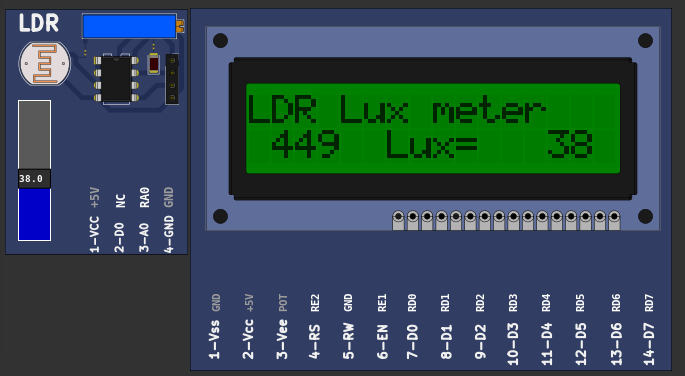 LDR
38.0
1-VCC +5V
2-D0 NC
3-A0 RA0
4-GND GND
LDR Lux meter
449 Lux= 38
1-Vss GND
2-Vcc +5V
3-Vee POT
4-RS RE2
5-RW GND
6-EN RE1
7-D0 RD0
8-D1 RD1
9-D2 RD2
10-D3 RD3
11-D4 RD4
12-D5 RD5
13-D6 RD6
14-D7 RD7